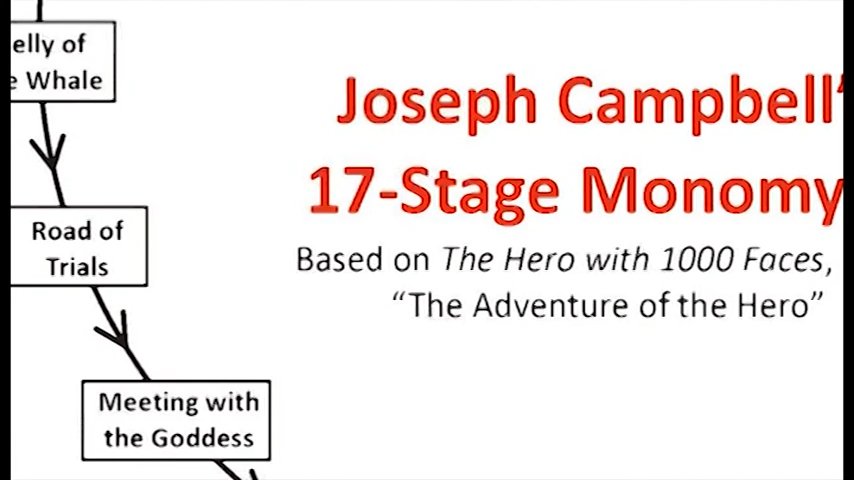 elly of
e Whale
Joseph Campbell'
17-Stage Monomy
Road of
Trials
Based on The Hero with 1000 Faces,
“The Adventure of the Hero”
Meeting with
the Goddess